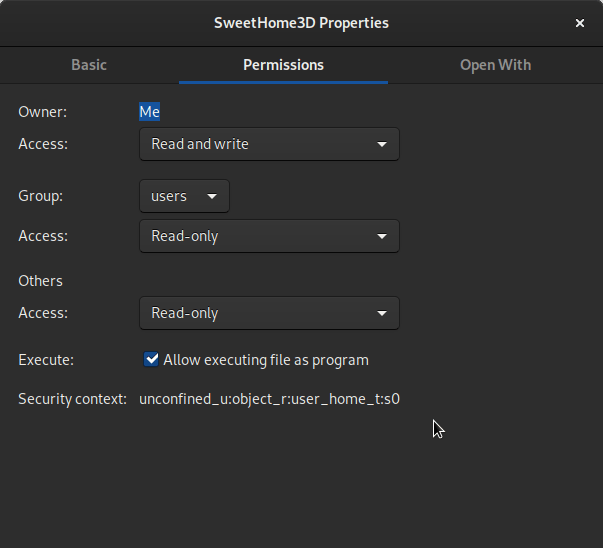 SweetHome3D Properties
Basic Permissions Open With
Owner: Me
Access: Read and write
Group: users
Access: Read-only
Others
Access: Read-only
Execute: Allow executing file as program
Security context: unconfined_u:object_r:user_home_t:s0